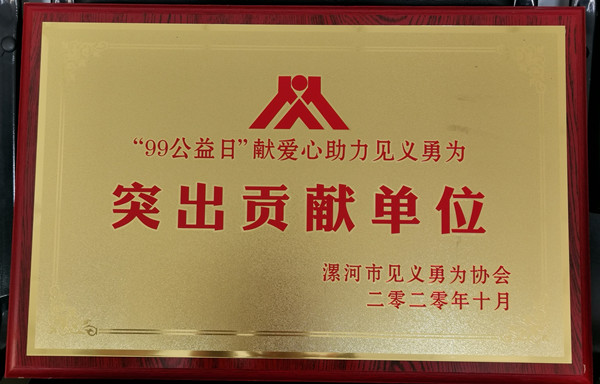 “99公益日”献爱心助力见义勇为
突出贡献单位
漯河市见义勇为协会
二零二零年十月